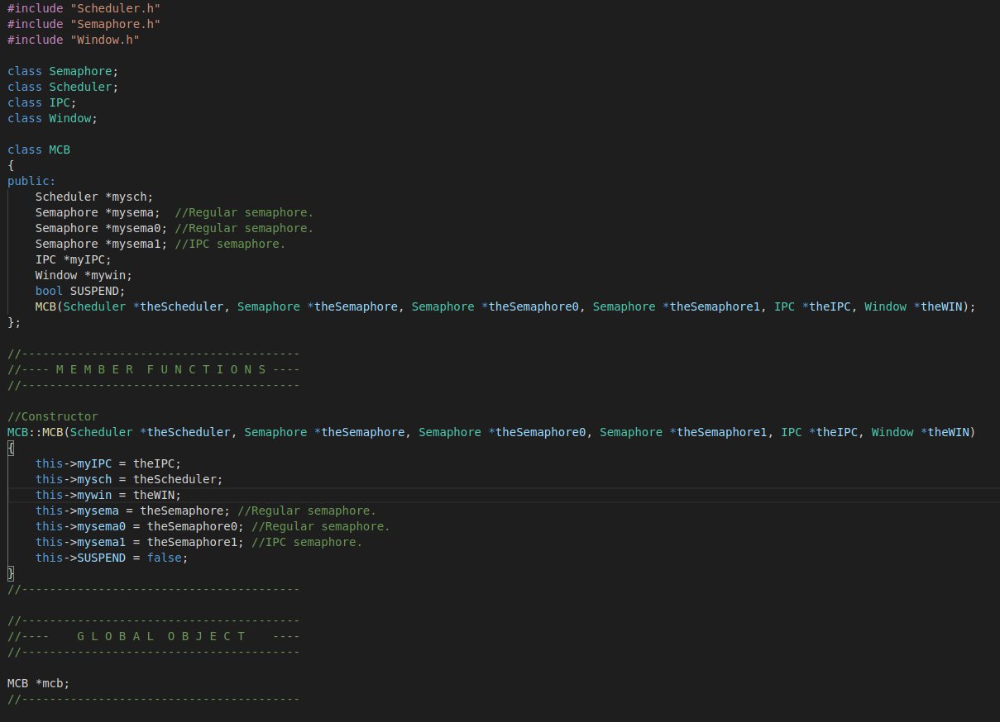 #include "Scheduler.h"
#include "Semaphore.h"
#include "Window.h"
class Semaphore;
class Scheduler;
class IPC;
class Window;
class MCB
{
public:
    Scheduler *mysch;
    Semaphore *mysema;  //Regular semaphore.
    Semaphore *mysema0; //Regular semaphore.
    Semaphore *mysema1; //IPC semaphore.
    IPC *myIPC;
    Window *mywin;
    bool SUSPEND;
    MCB(Scheduler *theScheduler, Semaphore *theSemaphore, Semaphore *theSemaphore0, Semaphore *theSemaphore1, IPC *theIPC, Window *theWIN);
};
//----------------------------------------
//---- M E M B E R  F U N C T I O N S ----
//----------------------------------------
//Constructor
MCB::MCB(Scheduler *theScheduler, Semaphore *theSemaphore, Semaphore *theSemaphore0, Semaphore *theSemaphore1, IPC *theIPC, Window *theWIN)
{
    this->myIPC = theIPC;
    this->mysch = theScheduler;
    this->mywin = theWIN;
    this->mysema = theSemaphore; //Regular semaphore.
    this->mysema0 = theSemaphore0; //Regular semaphore.
    this->mysema1 = theSemaphore1; //IPC semaphore.
    this->SUSPEND = false;
}
//----------------------------------------
//----------------------------------------
//----    G L O B A L  O B J E C T    ----
//----------------------------------------
MCB *mcb;
//----------------------------------------